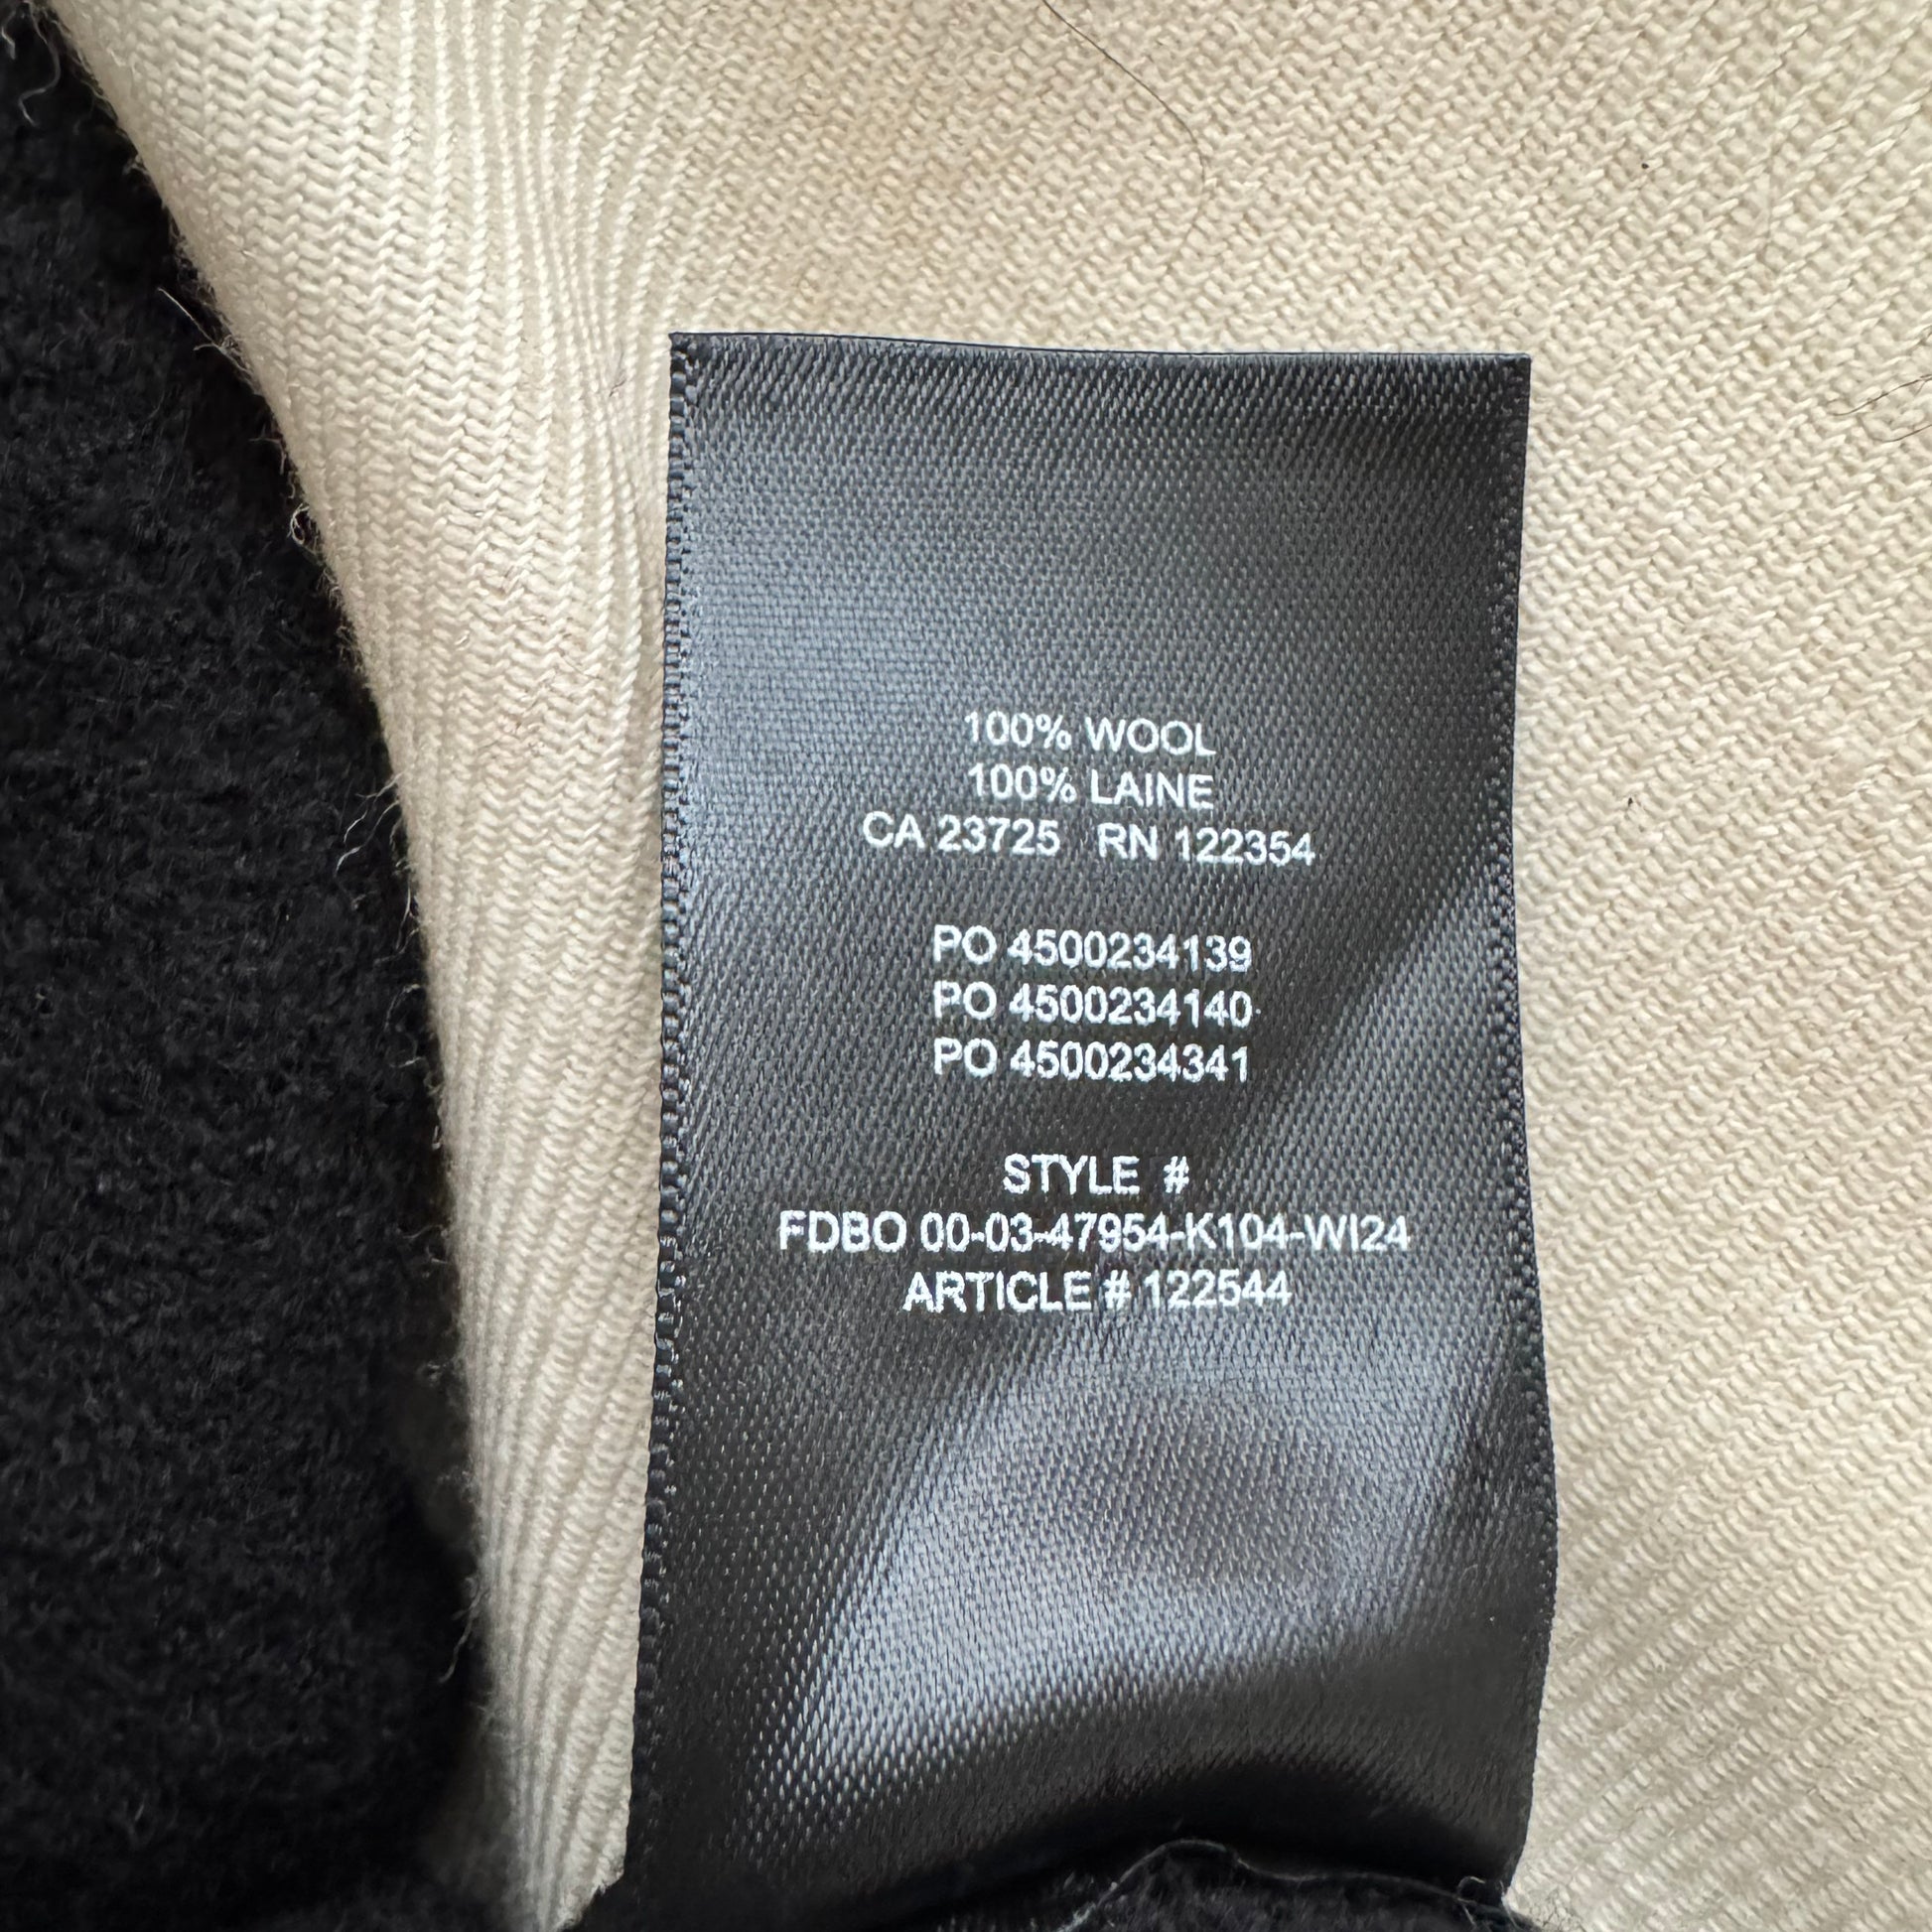 100% WOOL
100% LAINE
CA 23725 RN 122354
PO 4500234139
PO 4500234140
PO 4500234341
STYLE #
FDBO 00-03-47954-K104-WI24
ARTICLE # 122544